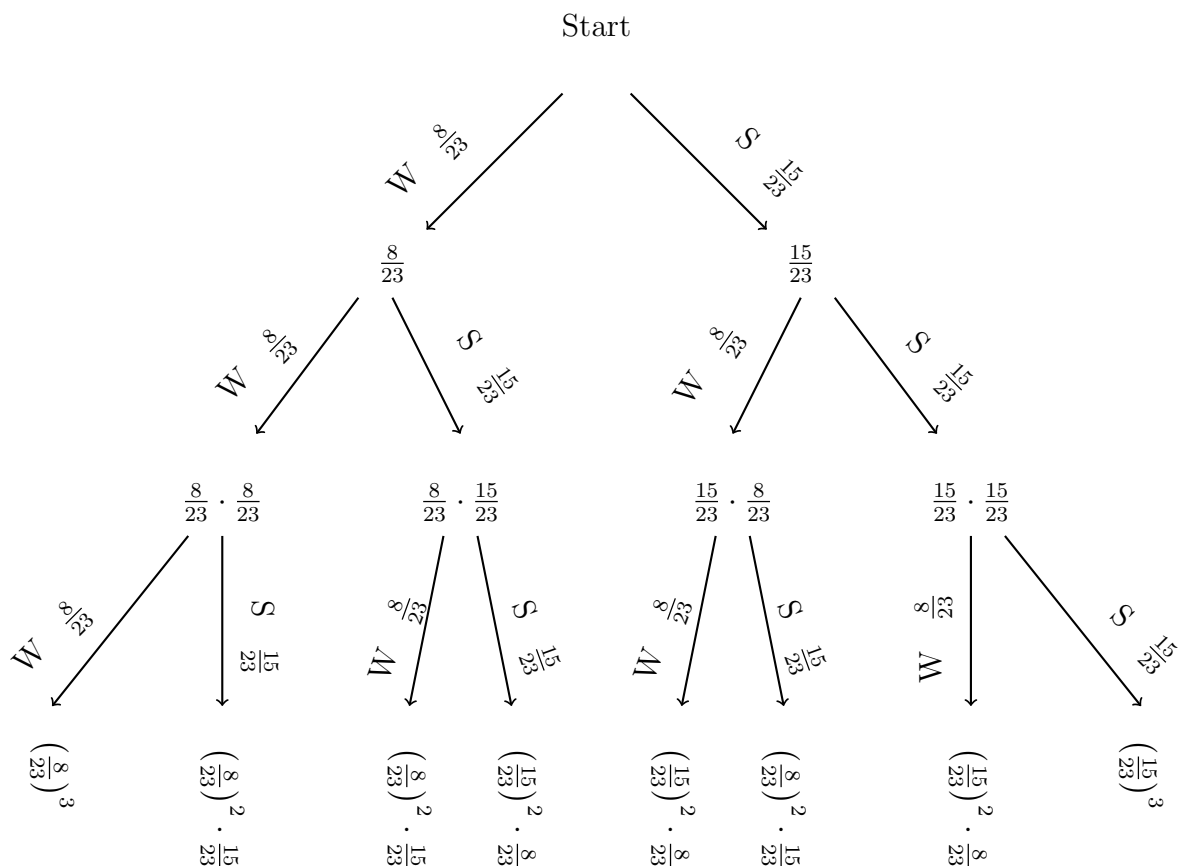 Start
W 8/23
S 15/23
8/23
15/23
W 8/23
S 15/23
W 8/23
S 15/23
8/23 · 8/23
8/23 · 15/23
15/23 · 8/23
15/23 · 15/23
W 8/23
S 15/23
W 8/23
S 15/23
W 8/23
S 15/23
W 8/23
S 15/23
(8/23)³
(8/23)² · 15/23
(8/23)² · 15/23
(15/23)² · 8/23
(15/23)² · 8/23
(8/23)² · 15/23
(15/23)² · 8/23
(15/23)³